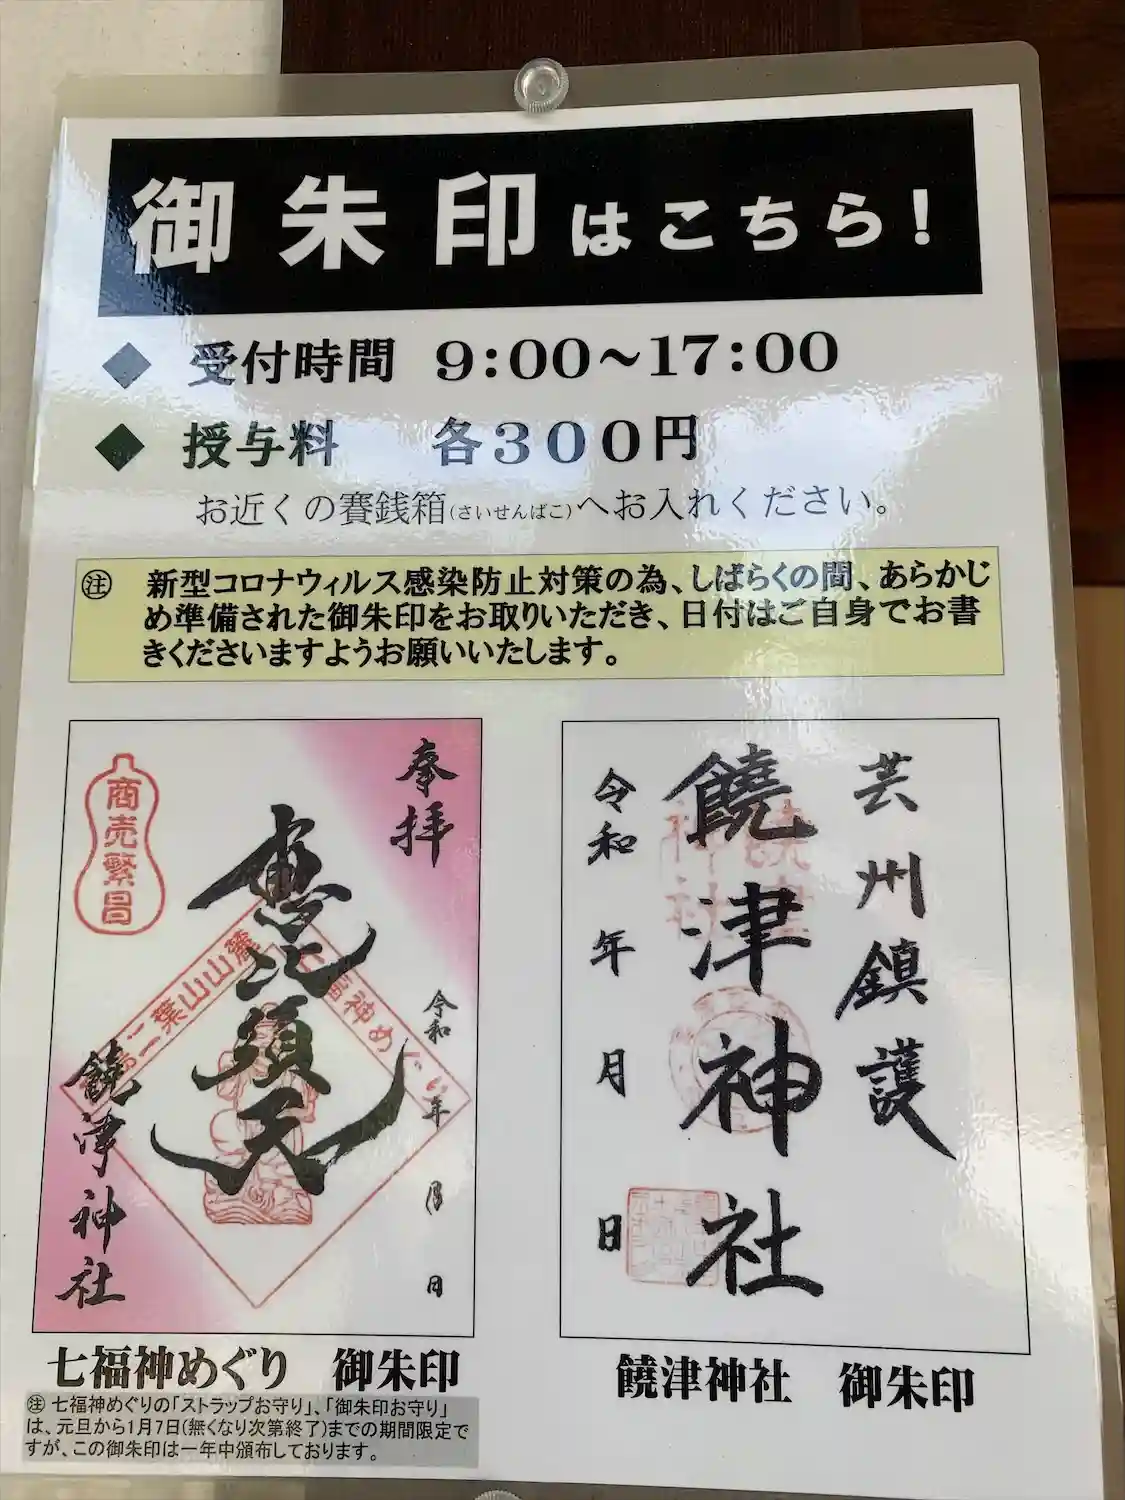 御朱印はこちら!
◆ 受付時間 9:00～17:00
◆ 授与料 各300円
お近くの賽銭箱(さいせんばこ)へお入れください。
㊟ 新型コロナウィルス感染防止対策の為、しばらくの間、あらかじ
め準備された御朱印をお取りいただき、日付はご自身でお書
きくださいますようお願いいたします。
奉拝
商売繁昌
恵比須天
二葉山山麓
神めぐり
令和 年 月 日
饒津神社
芸州鎮護
饒津神社
令和 年 月 日
七福神めぐり 御朱印
饒津神社 御朱印
㊟ 七福神めぐりの「ストラップお守り」、「御朱印お守り」
は、元旦から1月7日(無くなり次第終了)までの期間限定で
すが、この御朱印は一年中頒布しております。